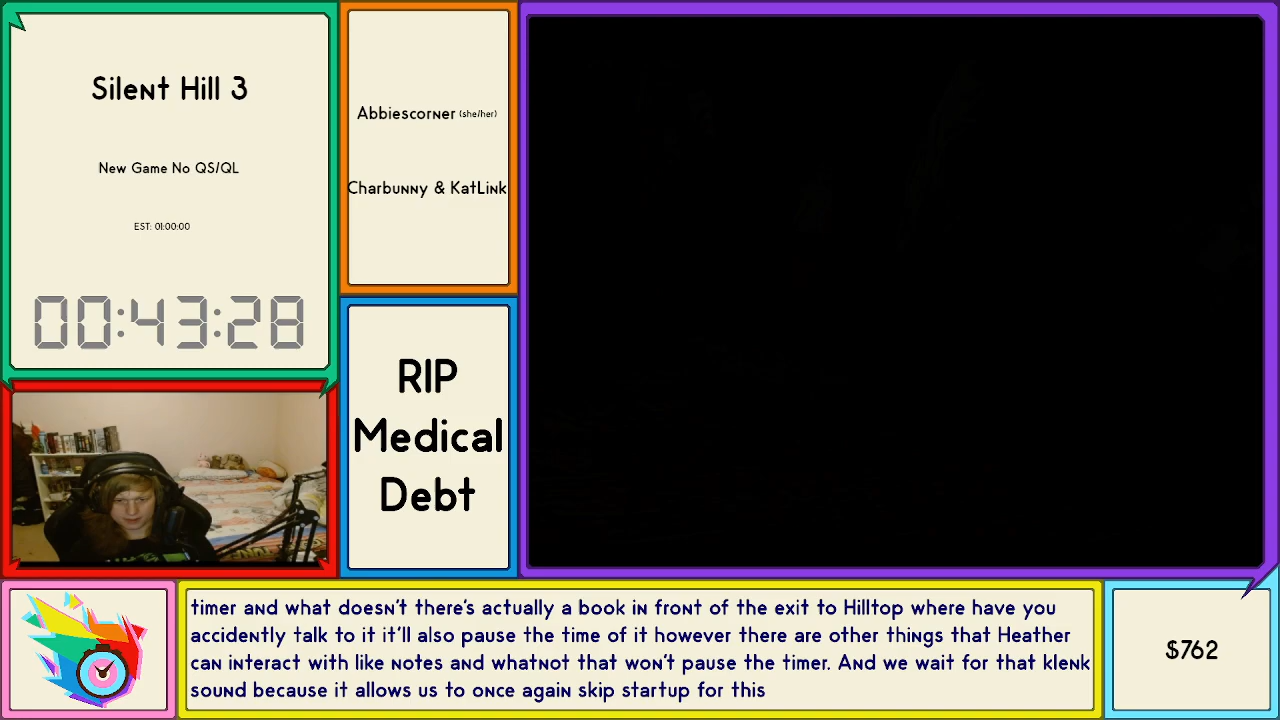 Silent Hill 3
New Game No QS/QL
EST: 01:00:00
00:43:28
Abbiescorner (she/her)
Charbunny & KatLink
RIP
Medical
Debt
timer and what doesn't there's actually a book in front of the exit to Hilltop where have you
accidently talk to it it'll also pause the time of it however there are other things that Heather
can interact with like notes and whatnot that won't pause the timer. And we wait for that klenk
sound because it allows us to once again skip startup for this
$762